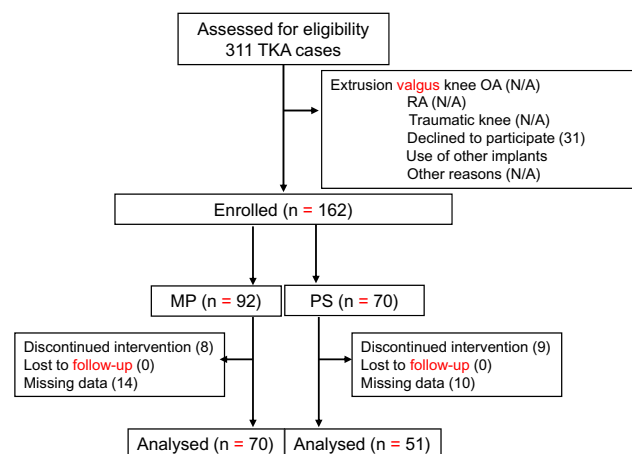 Assessed for eligibility
311 TKA cases
Extrusion valgus knee OA (N/A)
RA (N/A)
Traumatic knee (N/A)
Declined to participate (31)
Use of other implants
Other reasons (N/A)
Enrolled (n = 162)
MP (n = 92)
PS (n = 70)
Discontinued intervention (8)
Lost to follow-up (0)
Missing data (14)
Discontinued intervention (9)
Lost to follow-up (0)
Missing data (10)
Analysed (n = 70)
Analysed (n = 51)